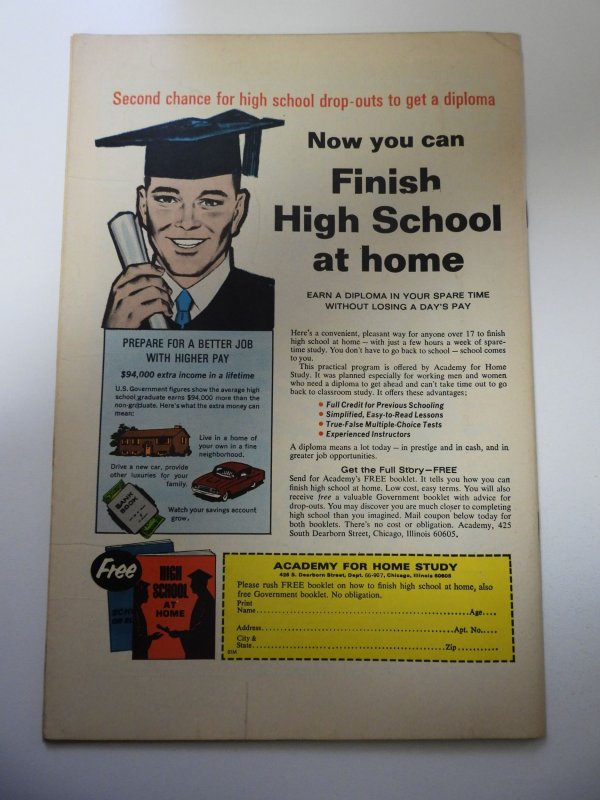 Second chance for high school drop-outs to get a diploma
Now you can
Finish
High School
at home
EARN A DIPLOMA IN YOUR SPARE TIME
WITHOUT LOSING A DAY'S PAY
PREPARE FOR A BETTER JOB
WITH HIGHER PAY
$94,000 extra income in a lifetime
U.S. Government figures show the average high
school graduate earns $94,000 more than the
non-graduate. Here's what the extra money can
mean:
Live in a home of
your own in a fine
neighborhood.
Drive a new car, provide
other luxuries for your
family.
BANK
BOOK
Watch your savings account
grow.
Here's a convenient, pleasant way for anyone over 17 to finish
high school at home – with just a few hours a week of spare-
time study. You don't have to go back to school – school comes
to you.
This practical program is offered by Academy for Home
Study. It was planned especially for working men and women
who need a diploma to get ahead and can't take time out to go
back to classroom study. It offers these advantages:
• Full Credit for Previous Schooling
• Simplified, Easy-to-Read Lessons
• True-False Multiple-Choice Tests
• Experienced Instructors
A diploma means a lot today – in prestige and in cash, and in
greater job opportunities.
Get the Full Story—FREE
Send for Academy's FREE booklet. It tells you how you can
finish high school at home. Low cost, easy terms. You will also
receive free a valuable Government booklet with advice for
drop-outs. You may discover you are much closer to completing
high school than you imagined. Mail coupon below today for
both booklets. There's no cost or obligation. Academy, 425
South Dearborn Street, Chicago, Illinois 60605.
Free
HIGH
SCHOOL
AT
HOME
ACADEMY FOR HOME STUDY
426 S. Dearborn Street, Dept. 66-997, Chicago, Illinois 60605
Please rush FREE booklet on how to finish high school at home, also
free Government booklet. No obligation.
Print
Name Age
Address Apt. No.
City &
State Zip